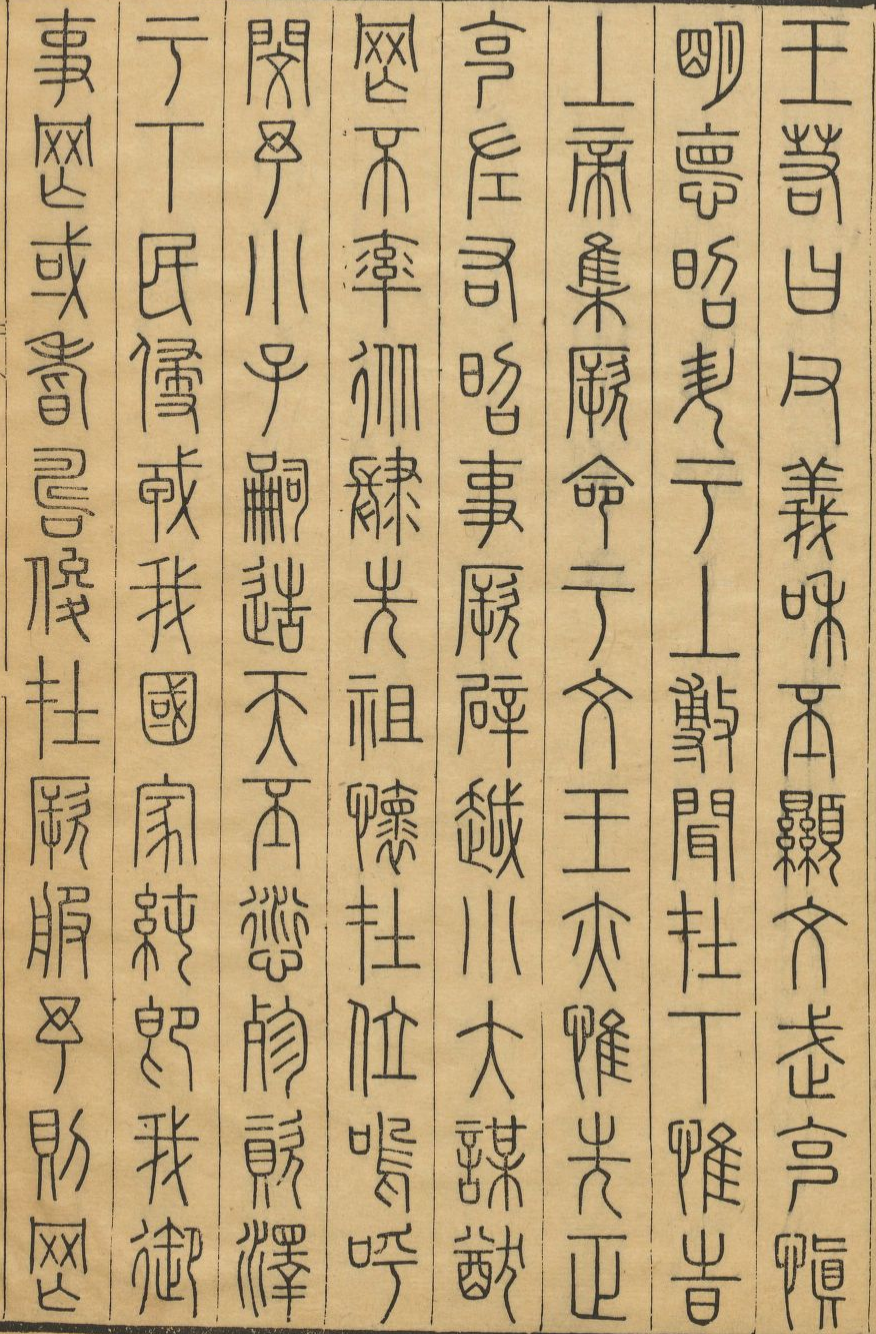 王若曰父義和丕顯文武克慎
明德昭升于上敷聞在下惟時
上帝集厥命于文王亦惟先正
克左右昭事厥辟越小大謀猷
罔不率從肆先祖懷在位嗚呼
閔予小子嗣造天丕愆殄資澤
于下民侵戎我國家純即我御
事罔或耆壽俊在厥服予則罔